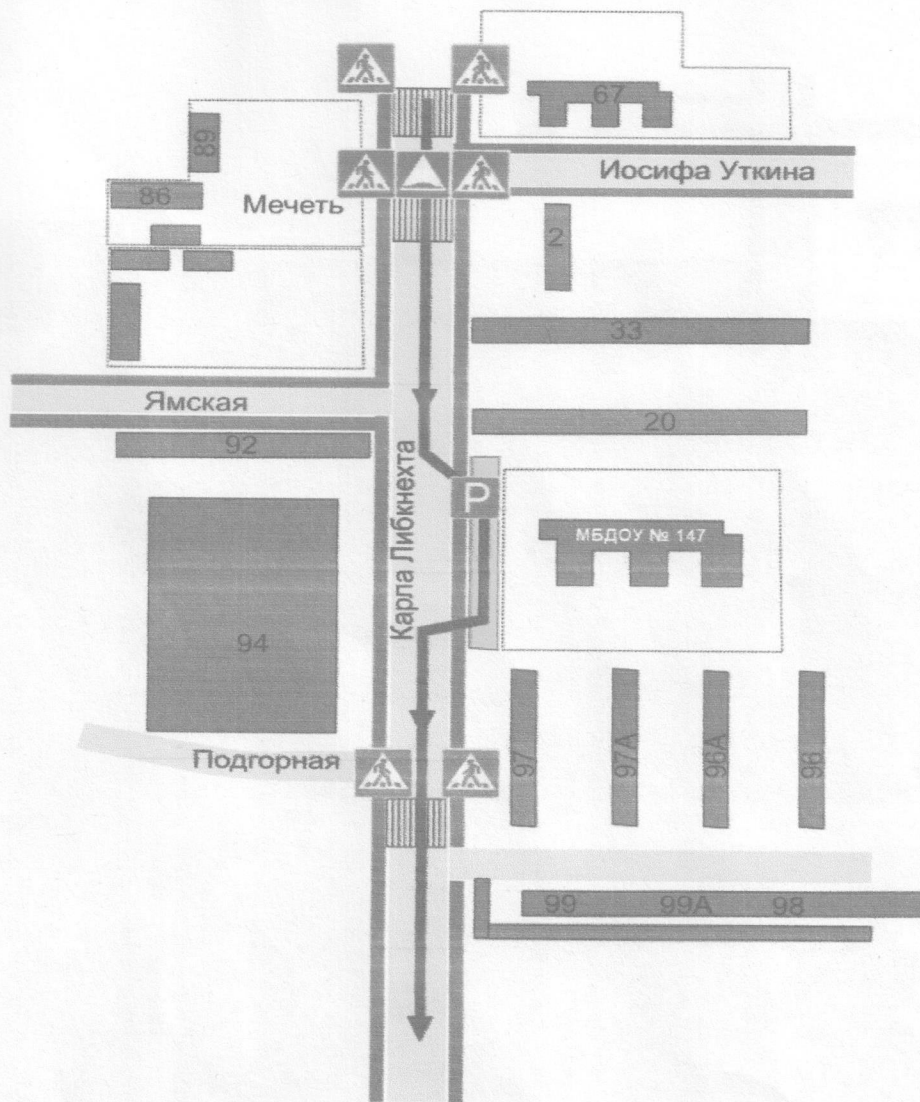 67
89
Иосифа Уткина
86
Мечеть
2
33
Ямская
20
92
Карла Либкнехта
P
МБДОУ № 147
94
97
97А
96А
96
Подгорная
99 99А 98